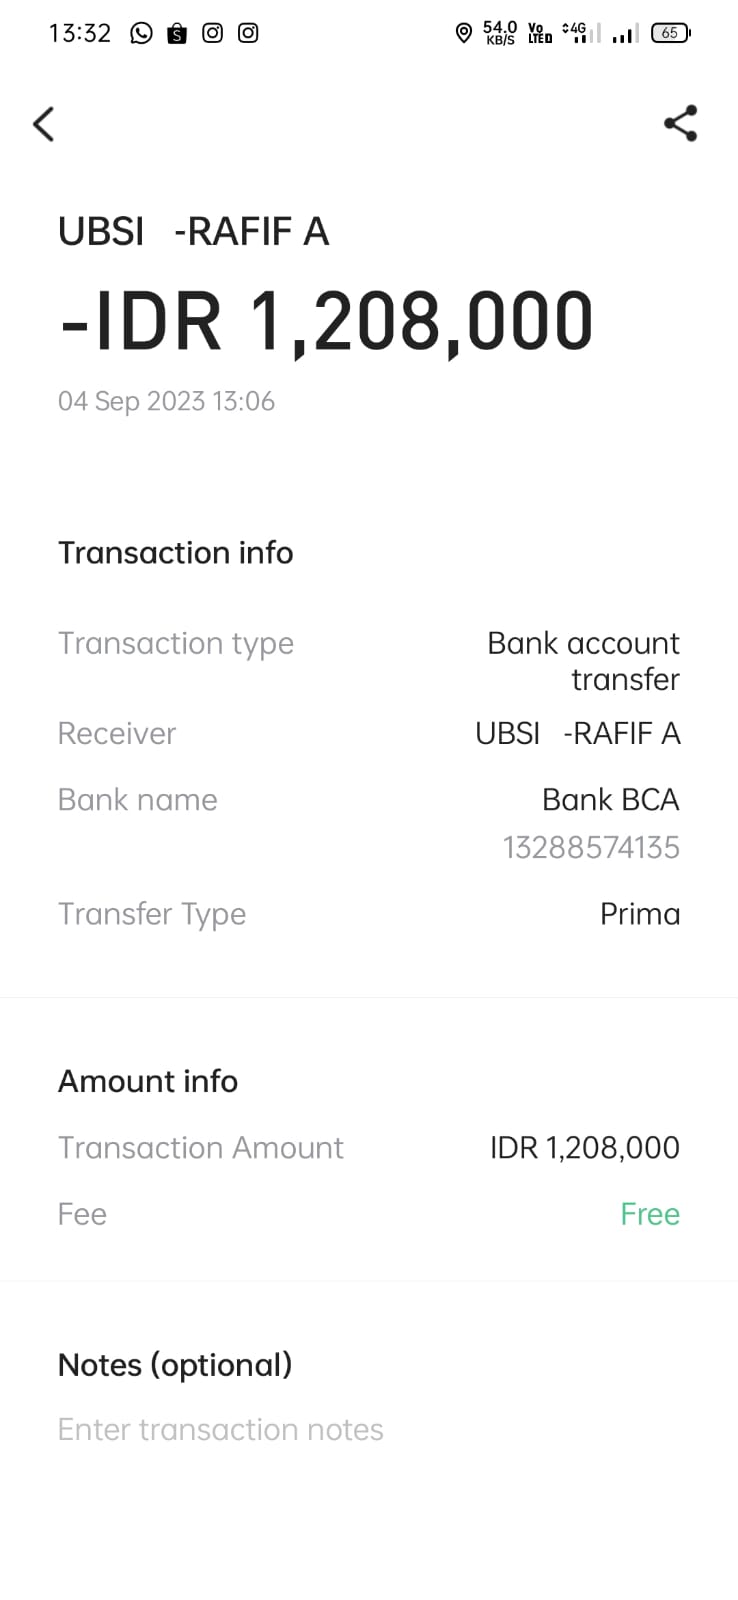 13:32 54.0 KB/S Vo LTED 4G 65
UBSI -RAFIF A
-IDR 1,208,000
04 Sep 2023 13:06
Transaction info
Transaction type Bank account
transfer
Receiver UBSI -RAFIF A
Bank name Bank BCA
13288574135
Transfer Type Prima
Amount info
Transaction Amount IDR 1,208,000
Fee Free
Notes (optional)
Enter transaction notes